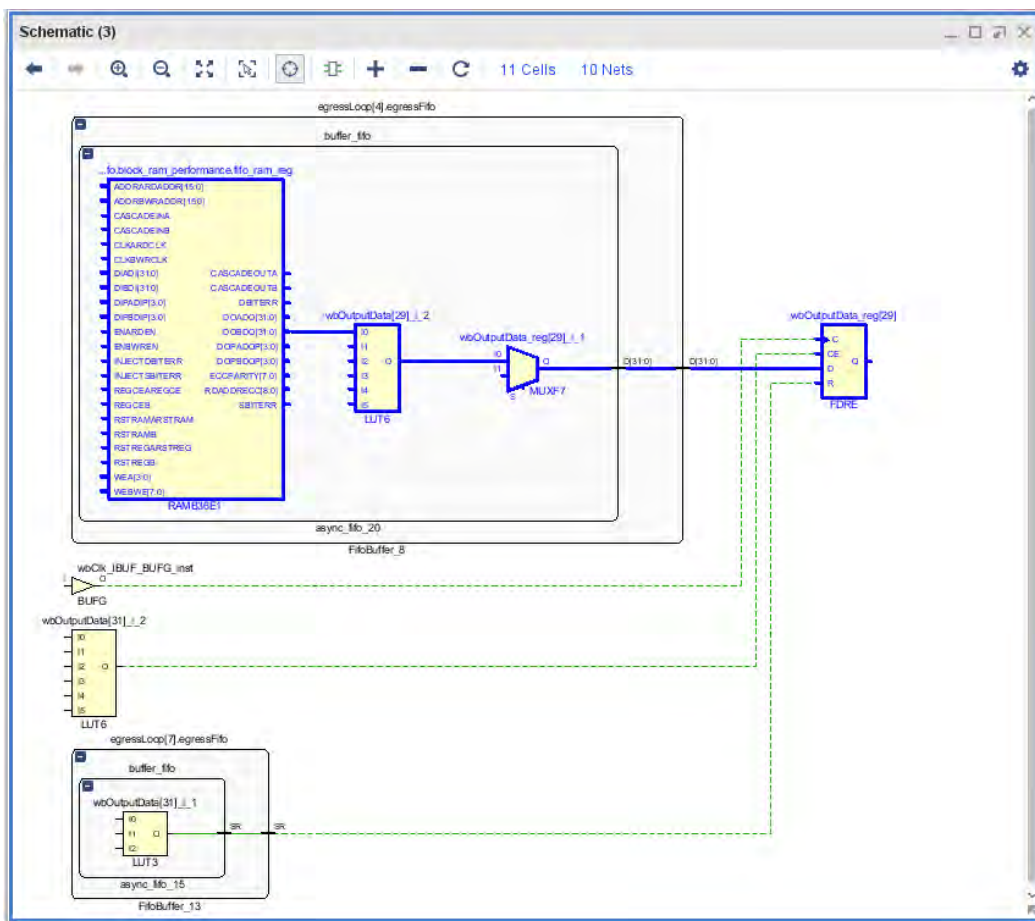 Schematic (3)
11 Cells 10 Nets
egressLoop[4].egressFifo
buffer_fifo
...fo.block_ram_performance.fifo_ram_reg
ADDRARDADDR[15:0]
ADDRBWRADDR[15:0]
CASCADEINA
CASCADEINB
CLKARDCLK
CLKBWRCLK
DIADI[31:0]
DIBDI[31:0]
DIPADIP[3:0]
DIPBDIP[3:0]
ENARDEN
ENBWREN
INJECTDBITERR
INJECTSBITERR
REGCEAREGCE
REGCEB
RSTRAMARSTRAM
RSTRAMB
RSTREGARSTREG
RSTREGB
WEA[3:0]
WEBWE[7:0]
CASCADEOUTA
CASCADEOUTB
DBITERR
DOADO[31:0]
DOBDO[31:0]
DOPADOP[3:0]
DOPBDOP[3:0]
ECCPARITY[7:0]
RDADDRECC[8:0]
SBITERR
RAMB36E1
wbOutputData[29]_i_2
I0
I1
I2
I3
I4
I5
O
LUT6
wbOutputData_reg[29]_i_1
I0
I1
O
S
MUXF7
D[31:0]
D[31:0]
wbOutputData_reg[29]
C
CE
D
R
Q
FDRE
async_fifo_20
FifoBuffer_8
wbClk_IBUF_BUFG_inst
I
O
BUFG
wbOutputData[31]_i_2
I0
I1
I2
I3
I4
I5
O
LUT6
egressLoop[7].egressFifo
buffer_fifo
wbOutputData[31]_i_1
I0
I1
I2
O
LUT3
SR
SR
async_fifo_15
FifoBuffer_13